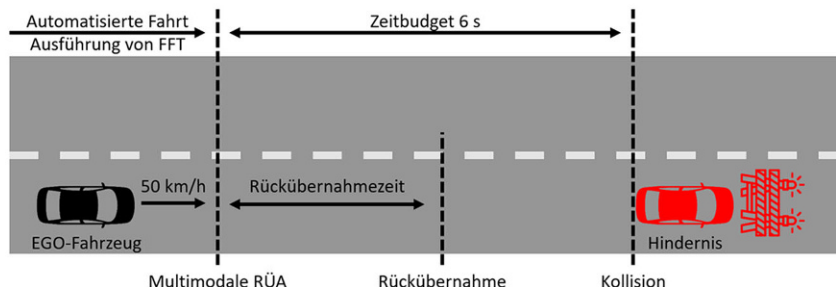 Automatisierte Fahrt
Ausführung von FFT
Zeitbudget 6 s
50 km/h
Rückübernahmezeit
EGO-Fahrzeug
Hindernis
Multimodale RÜA
Rückübernahme
Kollision